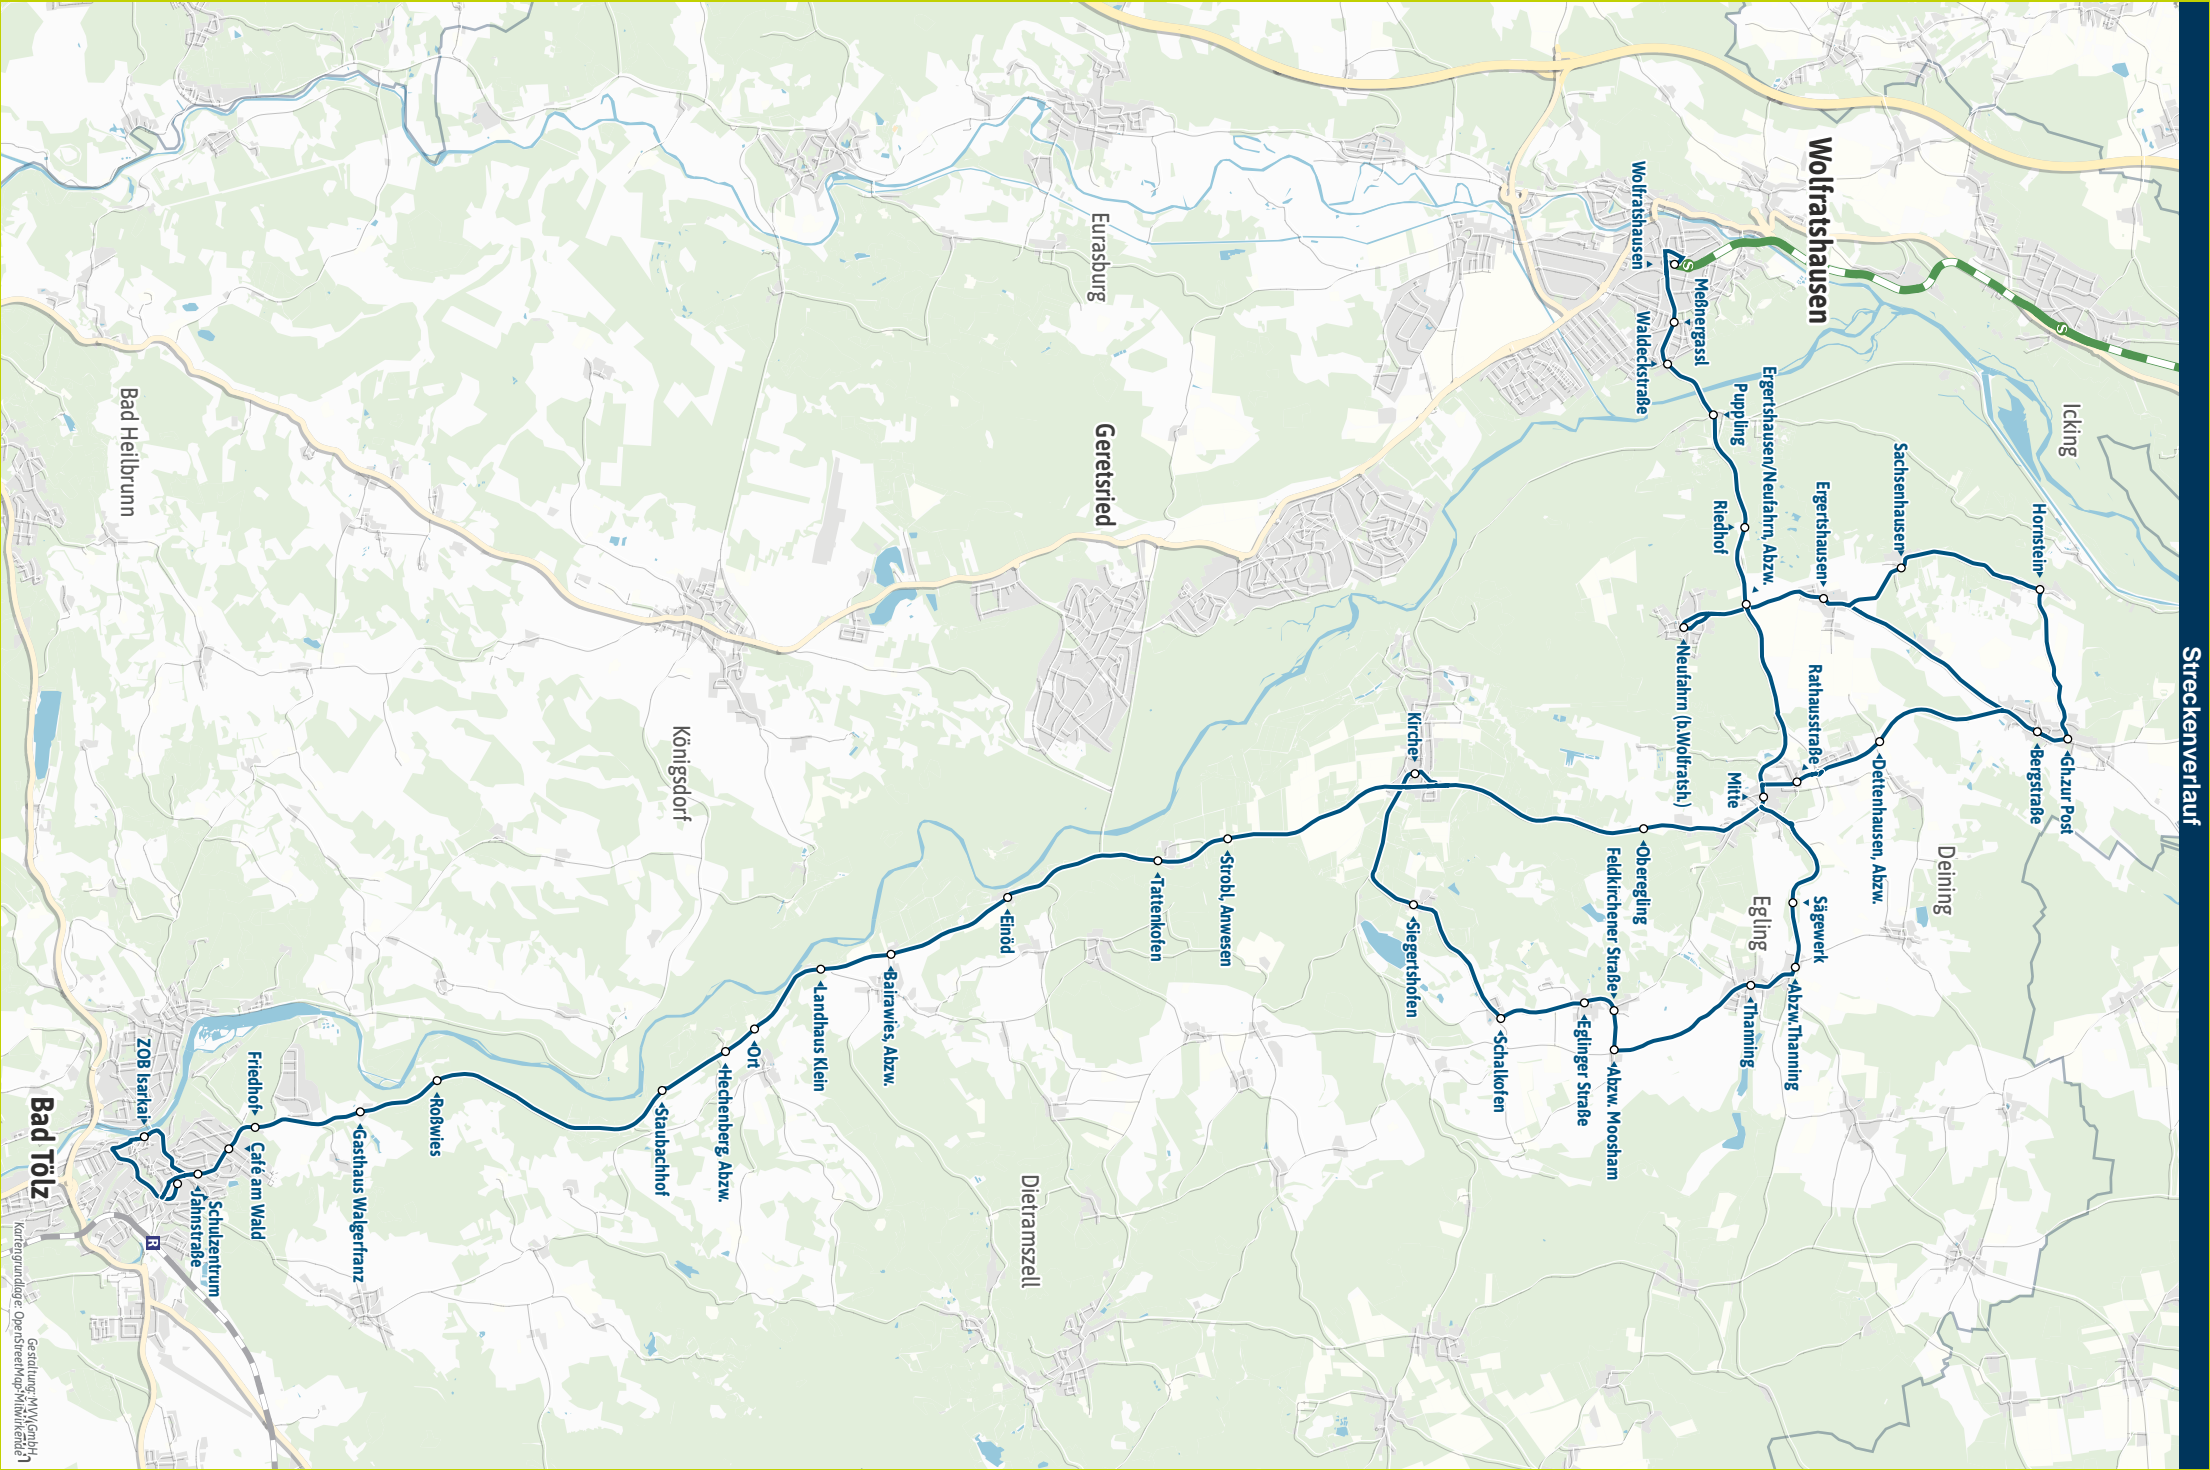 Streckenverlauf
Icking
Wolfratshausen
Wolfratshausen
Meßnergassl
Waldeckstraße
Puppling
Ergertshausen/Neufahrn, Abzw.
Riedhof
Ergertshausen
Sachsenhausen
Hornstein
Neufahrn (b.Wolfratsh.)
Gh.zur Post
Bergstraße
Dettenhausen, Abzw.
Rathausstraße
Mitte
Deining
Egling
Sägewerk
Abzw.Thanning
Thanning
Oberegling
Feldkirchener Straße
Abzw. Moosham
Eglinger Straße
Schalkofen
Siegertshofen
Kirche
Eurasburg
Geretsried
Strobl, Anwesen
Tattenkofen
Einöd
Bairawies, Abzw.
Landhaus Klein
Ort
Hechenberg, Abzw.
Staubachhof
Dietramszell
Königsdorf
Roßwies
Gasthaus Walgerfranz
Friedhof
Café am Wald
Schulzentrum
Jahnstraße
ZOB Isarkai
Bad Heilbrunn
Bad Tölz
S
S
R
Gestaltung: MVV GmbH,
Kartengrundlage: OpenStreetMap-Mitwirkende